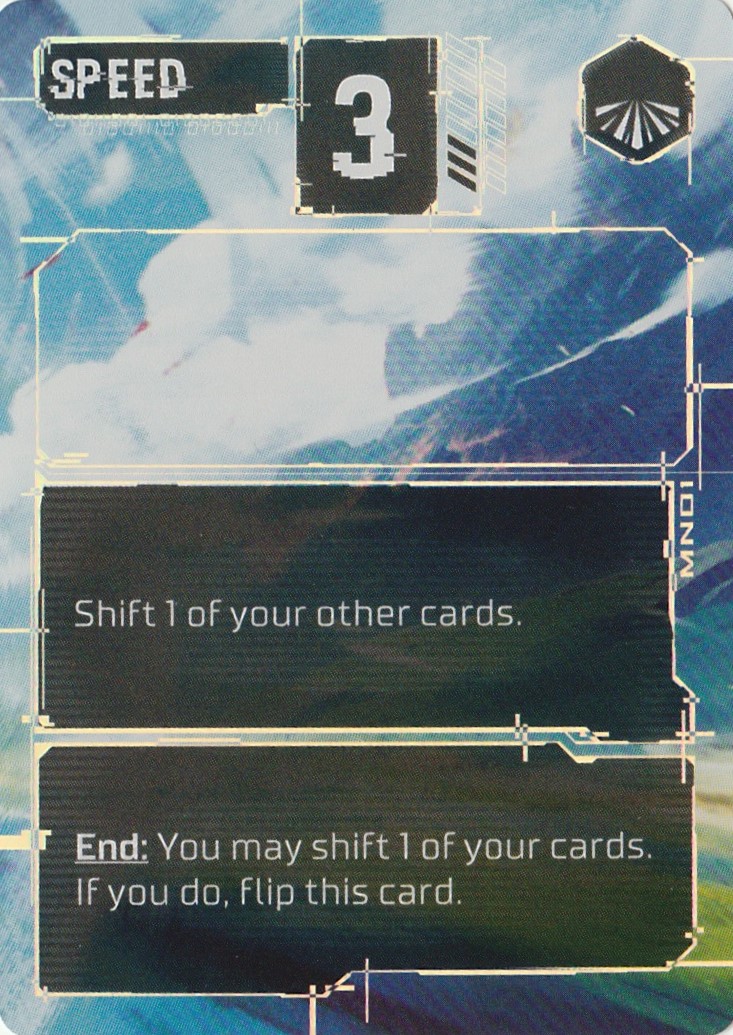 SPEED
3
MN01
Shift 1 of your other cards.
End: You may shift 1 of your cards.
If you do, flip this card.